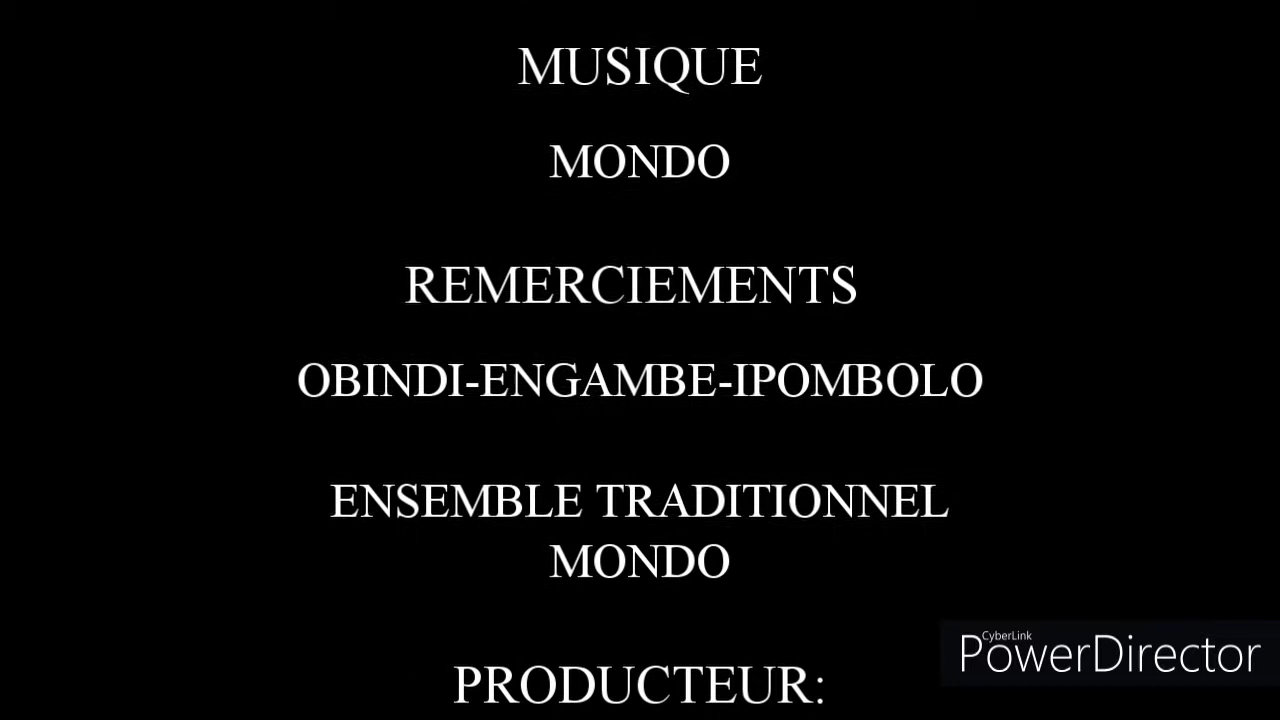 MUSIQUE
MONDO
REMERCIEMENTS
OBINDI-ENGAMBE-IPOMBOLO
ENSEMBLE TRADITIONNEL
MONDO
PRODUCTEUR:
CyberLink
PowerDirector